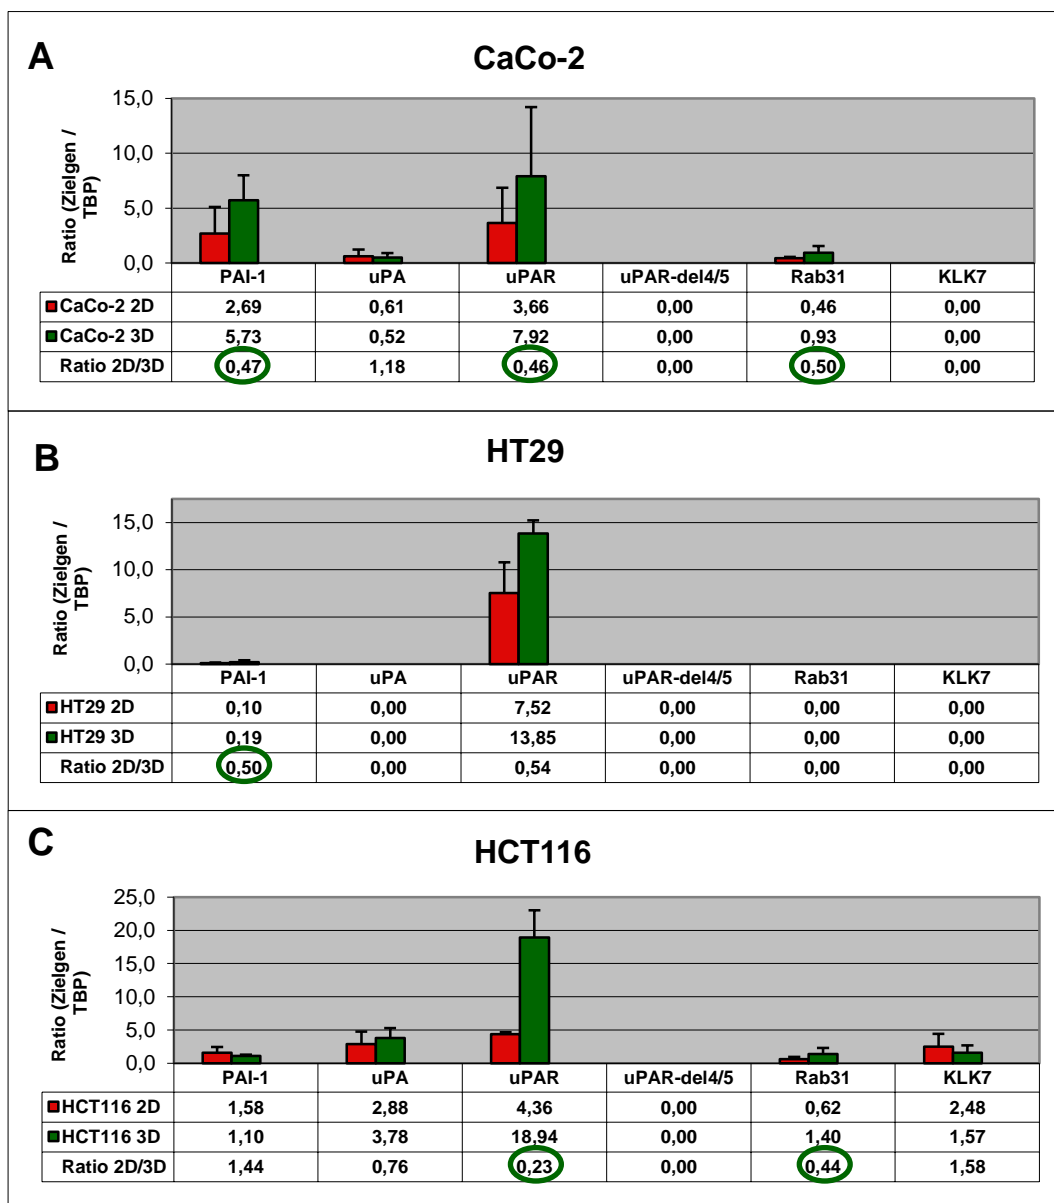 A
CaCo-2
Ratio (Zielgen /
TBP)
15,0
10,0
5,0
0,0
PAI-1 uPA uPAR uPAR-del4/5 Rab31 KLK7
CaCo-2 2D 2,69 0,61 3,66 0,00 0,46 0,00
CaCo-2 3D 5,73 0,52 7,92 0,00 0,93 0,00
Ratio 2D/3D 0,47 1,18 0,46 0,00 0,50 0,00
B
HT29
Ratio (Zielgen /
TBP)
15,0
10,0
5,0
0,0
PAI-1 uPA uPAR uPAR-del4/5 Rab31 KLK7
HT29 2D 0,10 0,00 7,52 0,00 0,00 0,00
HT29 3D 0,19 0,00 13,85 0,00 0,00 0,00
Ratio 2D/3D 0,50 0,00 0,54 0,00 0,00 0,00
C
HCT116
Ratio (Zielgen /
TBP)
25,0
20,0
15,0
10,0
5,0
0,0
PAI-1 uPA uPAR uPAR-del4/5 Rab31 KLK7
HCT116 2D 1,58 2,88 4,36 0,00 0,62 2,48
HCT116 3D 1,10 3,78 18,94 0,00 1,40 1,57
Ratio 2D/3D 1,44 0,76 0,23 0,00 0,44 1,58